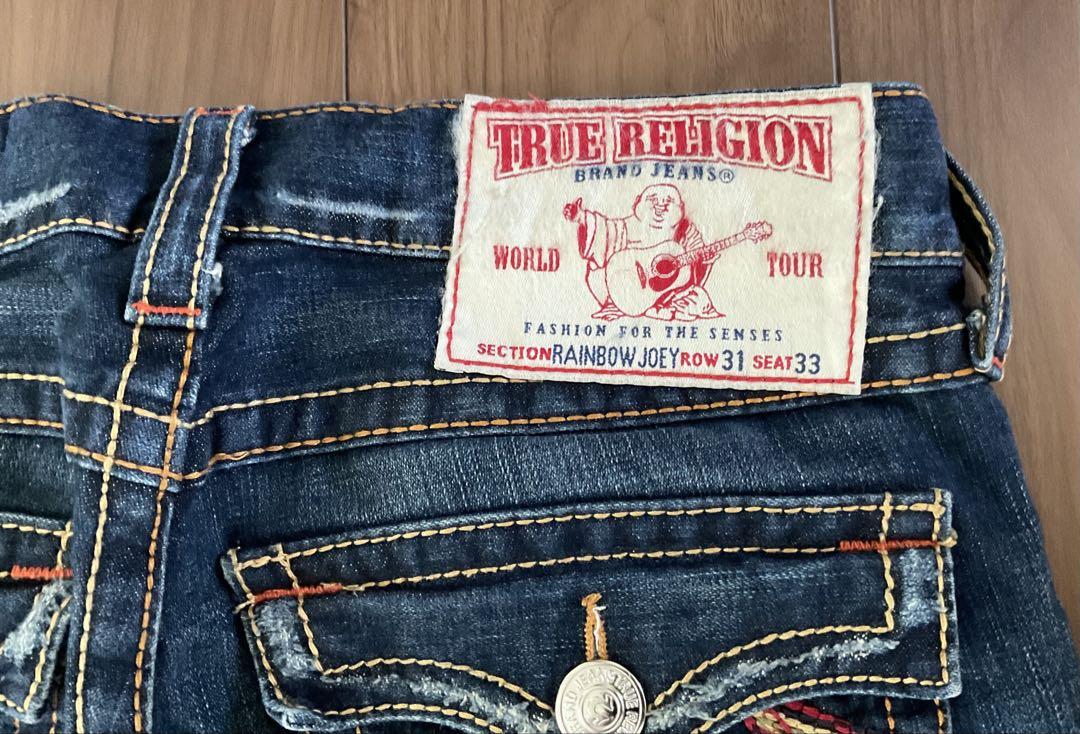 TRUE RELIGION
BRAND JEANS®
WORLD TOUR
FASHION FOR THE SENSES
SECTION RAINBOW JOEY ROW 31 SEAT 33